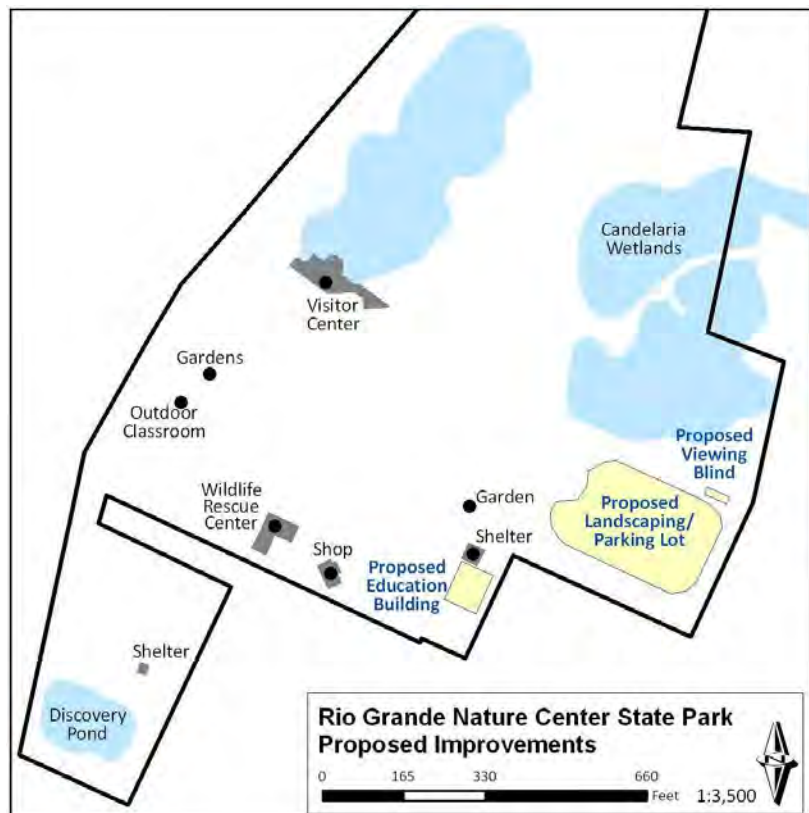 Candelaria
Wetlands
Visitor
Center
Gardens
Outdoor
Classroom
Proposed
Viewing
Blind
Wildlife
Rescue
Center
Garden
Proposed
Landscaping/
Parking Lot
Shop
Shelter
Proposed
Education
Building
Shelter
Discovery
Pond
Rio Grande Nature Center State Park
Proposed Improvements
0 165 330 660
Feet 1:3,500
N